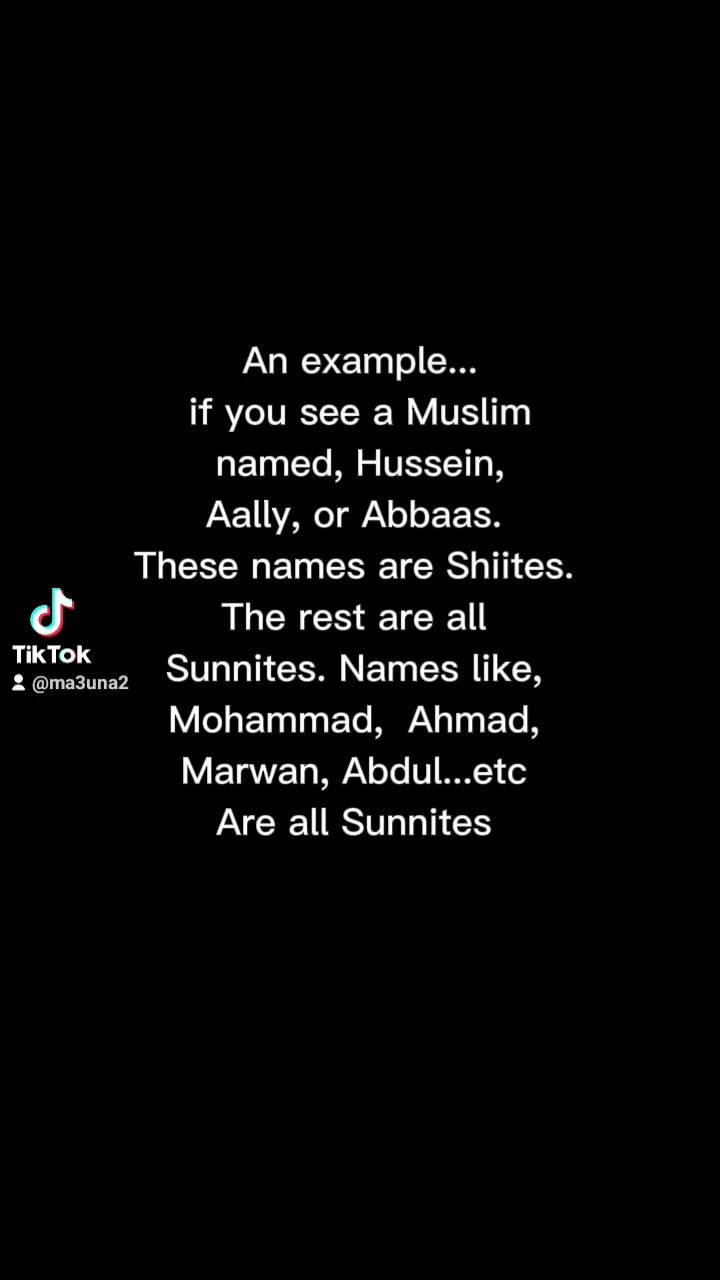 An example...
if you see a Muslim
named, Hussein,
Aally, or Abbaas.
These names are Shiites.
The rest are all
Sunnites. Names like,
Mohammad,  Ahmad,
Marwan, Abdul...etc
Are all Sunnites
TikTok
@ma3una2